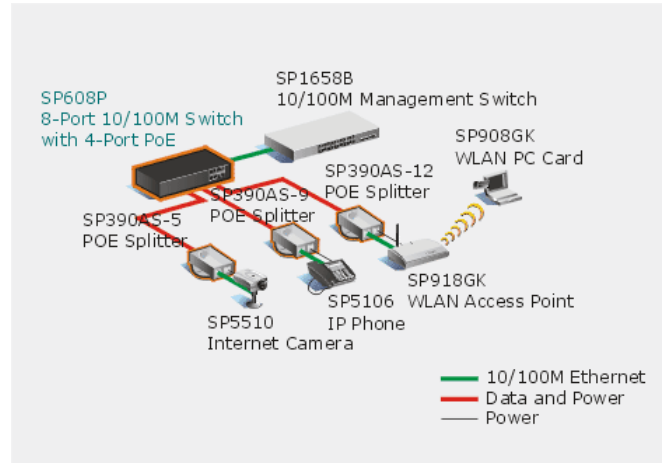 SP1658B
10/100M Management Switch
SP608P
8-Port 10/100M Switch
with 4-Port PoE
SP908GK
WLAN PC Card
SP390AS-12
POE Splitter
SP390AS-9
POE Splitter
SP390AS-5
POE Splitter
SP918GK
WLAN Access Point
SP5106
IP Phone
SP5510
Internet Camera
10/100M Ethernet
Data and Power
Power